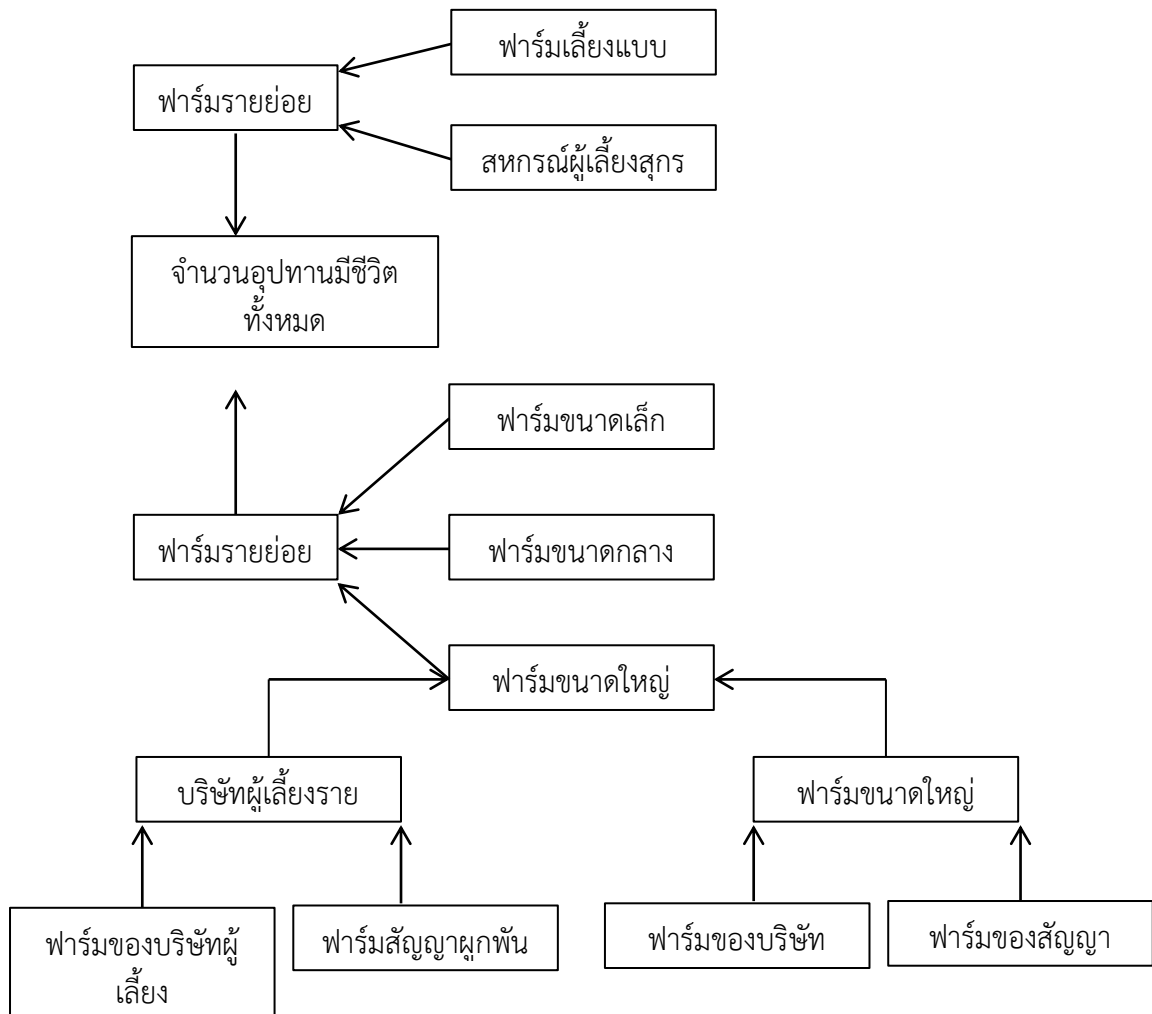 ฟาร์มเลี้ยงแบบ
ฟาร์มรายย่อย
สหกรณ์ผู้เลี้ยงสุกร
จำนวนอุปทานมีชีวิต
ทั้งหมด
ฟาร์มขนาดเล็ก
ฟาร์มรายย่อย
ฟาร์มขนาดกลาง
ฟาร์มขนาดใหญ่
บริษัทผู้เลี้ยงราย
ฟาร์มขนาดใหญ่
ฟาร์มของบริษัทผู้
เลี้ยง
ฟาร์มสัญญาผูกพัน
ฟาร์มของบริษัท
ฟาร์มของสัญญา